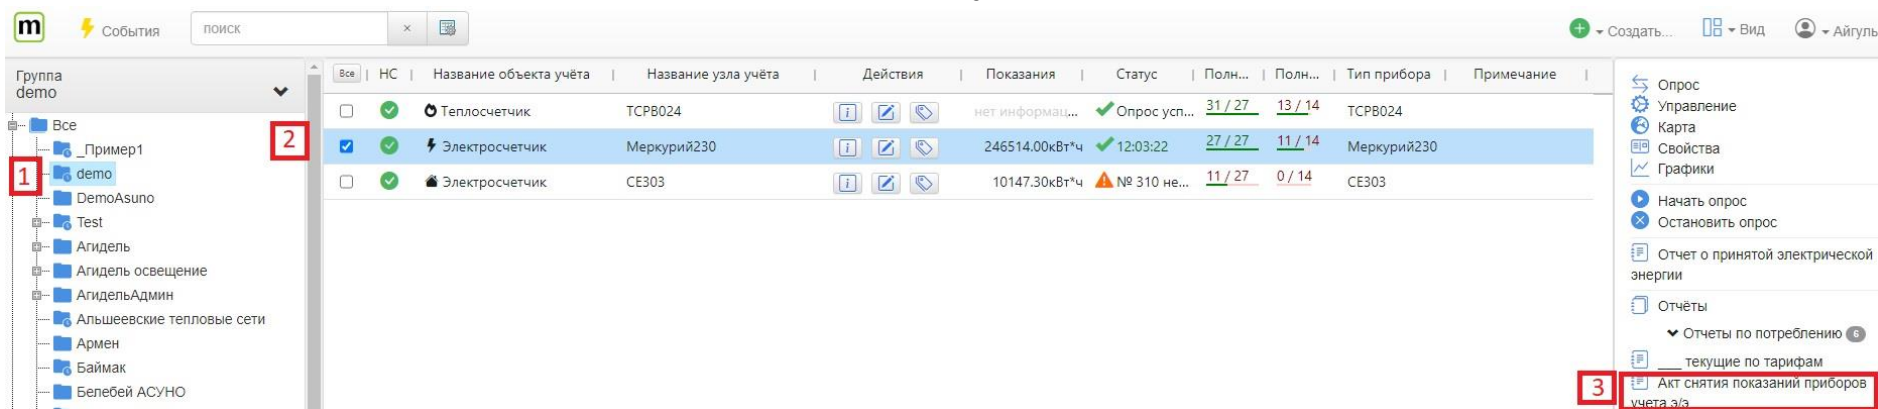 m События поиск × Создать... Вид Айгуль
Группа
demo
Все
_Пример1
demo
DemoAsuno
Test
Агидель
Агидель освещение
АгидельАдмин
Альшеевские тепловые сети
Армен
Баймак
Белебей АСУНО
1
2
Все НС Название объекта учёта Название узла учёта Действия Показания Статус Полн... Полн... Тип прибора Примечание
Теплосчетчик ТСРВ024 i нет информац... Опрос усп... 31 / 27 13 / 14 ТСРВ024
Электросчетчик Меркурий230 i 246514.00кВт*ч 12:03:22 27 / 27 11 / 14 Меркурий230
Электросчетчик СЕ303 i 10147.30кВт*ч № 310 не... 11 / 27 0 / 14 СЕ303
Опрос
Управление
Карта
Свойства
Графики
Начать опрос
Остановить опрос
Отчет о принятой электрической
энергии
Отчёты
Отчеты по потреблению 6
___ текущие по тарифам
3
Акт снятия показаний приборов
учета э/э